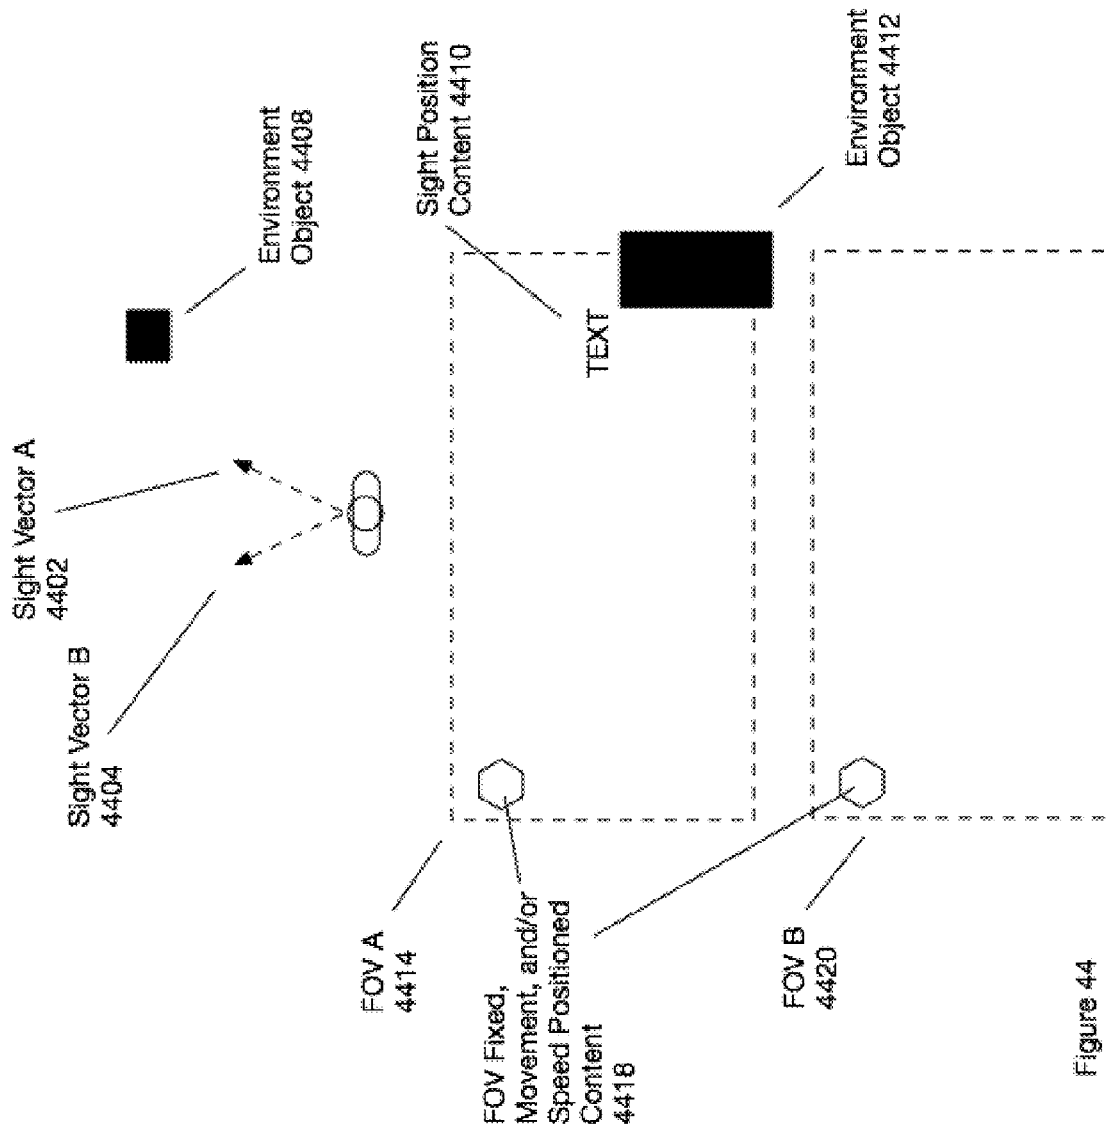 Sight Vector A
4402
Sight Vector B
4404
Environment
Object 4408
FOV A
4414
Sight Position
Content 4410
TEXT
FOV Fixed,
Movement, and/or
Speed Positioned
Content
4418
Environment
Object 4412
FOV B
4420
Figure 44